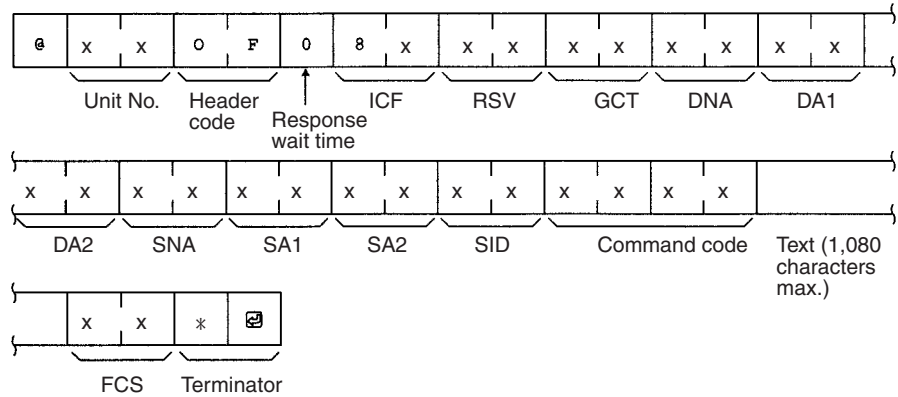 @ x x O F 0 8 x x x x x x x x x
Unit No. Header code Response wait time ICF RSV GCT DNA DA1
x x x x x x x x x x x x x x
DA2 SNA SA1 SA2 SID Command code Text (1,080 characters max.)
x x * ↵
FCS Terminator